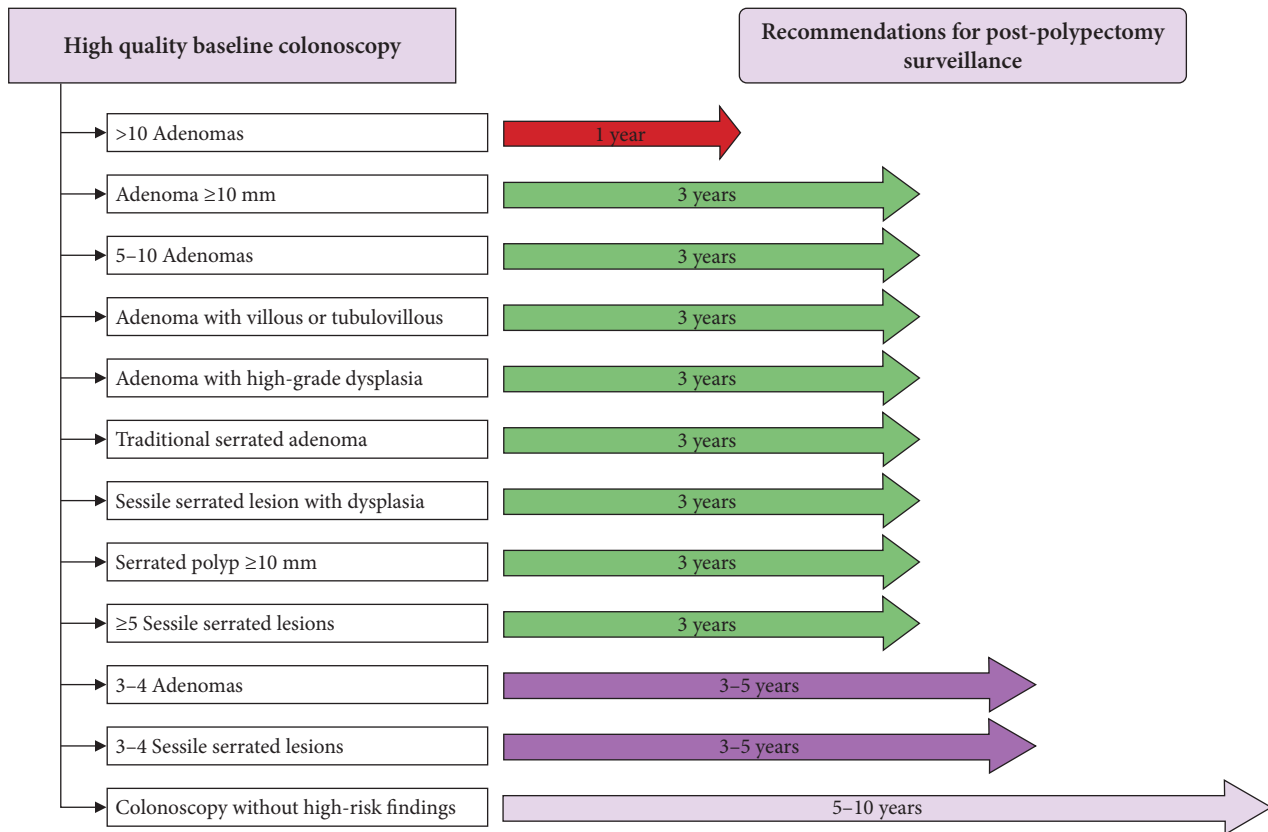 High quality baseline colonoscopy
Recommendations for post-polypectomy
surveillance
>10 Adenomas
1 year
Adenoma ≥10 mm
3 years
5–10 Adenomas
3 years
Adenoma with villous or tubulovillous
3 years
Adenoma with high-grade dysplasia
3 years
Traditional serrated adenoma
3 years
Sessile serrated lesion with dysplasia
3 years
Serrated polyp ≥10 mm
3 years
≥5 Sessile serrated lesions
3 years
3–4 Adenomas
3–5 years
3–4 Sessile serrated lesions
3–5 years
Colonoscopy without high-risk findings
5–10 years